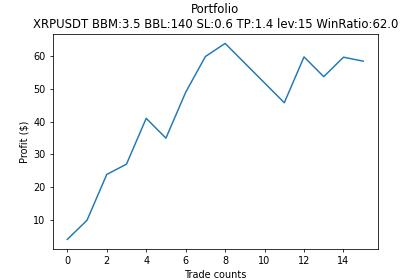 Portfolio
XRPUSDT BBM:3.5 BBL:140 SL:0.6 TP:1.4 lev:15 WinRatio:62.0
60
50
40
30
20
10
Profit ($)
0 2 4 6 8 10 12 14
Trade counts